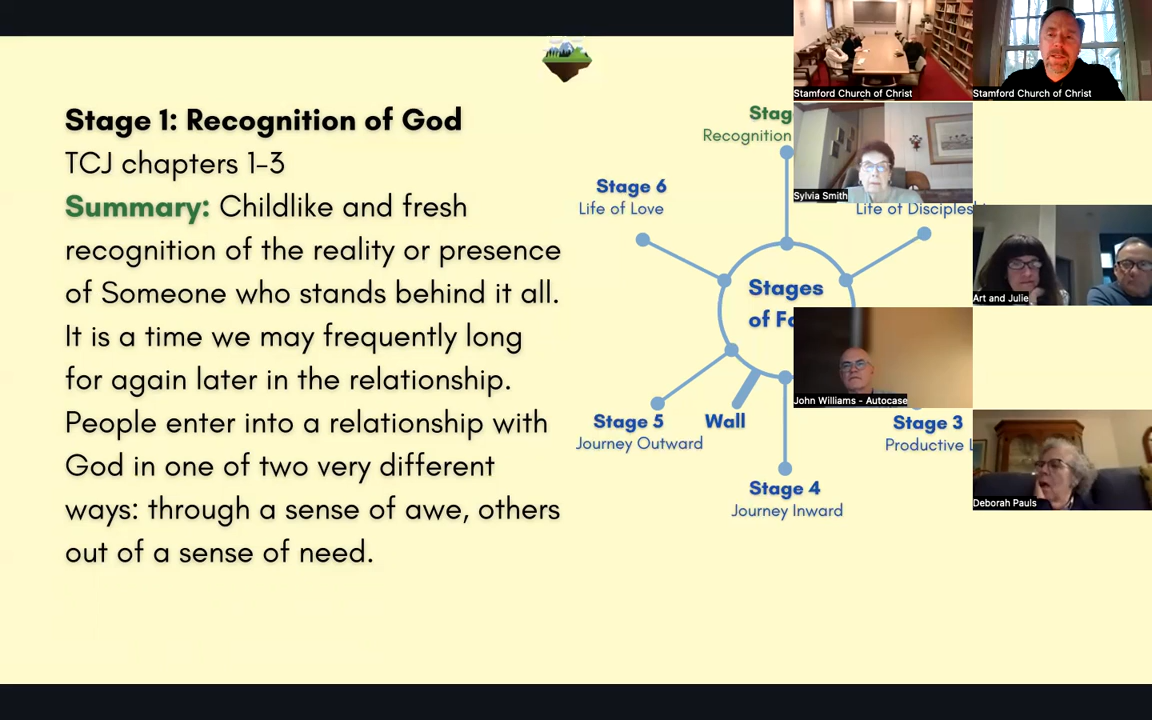 Stage 1: Recognition of God
TCJ chapters 1-3
Summary: Childlike and fresh
recognition of the reality or presence
of Someone who stands behind it all.
It is a time we may frequently long
for again later in the relationship.
People enter into a relationship with
God in one of two very different
ways: through a sense of awe, others
out of a sense of need.
Stag
Recognition
Stage 6
Life of Love
Life of Disciples
Stages
of Fa
Stage 5
Journey Outward
Wall
Stage 3
Productive L
Stage 4
Journey Inward
Stamford Church of Christ
Stamford Church of Christ
Sylvia Smith
Art and Julie
John Williams - Autocase
Deborah Pauls